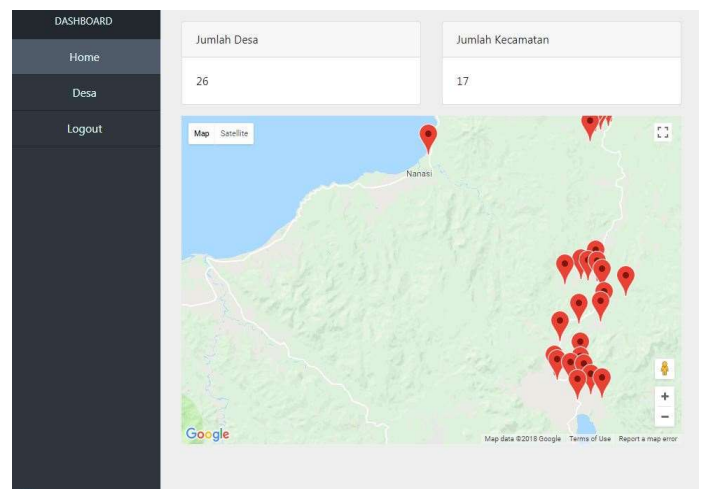 DASHBOARD
Home
Desa
Logout
Jumlah Desa
26
Jumlah Kecamatan
17
Map Satellite
Nanasi
Google
Map data ©2018 Google Terms of Use Report a map error